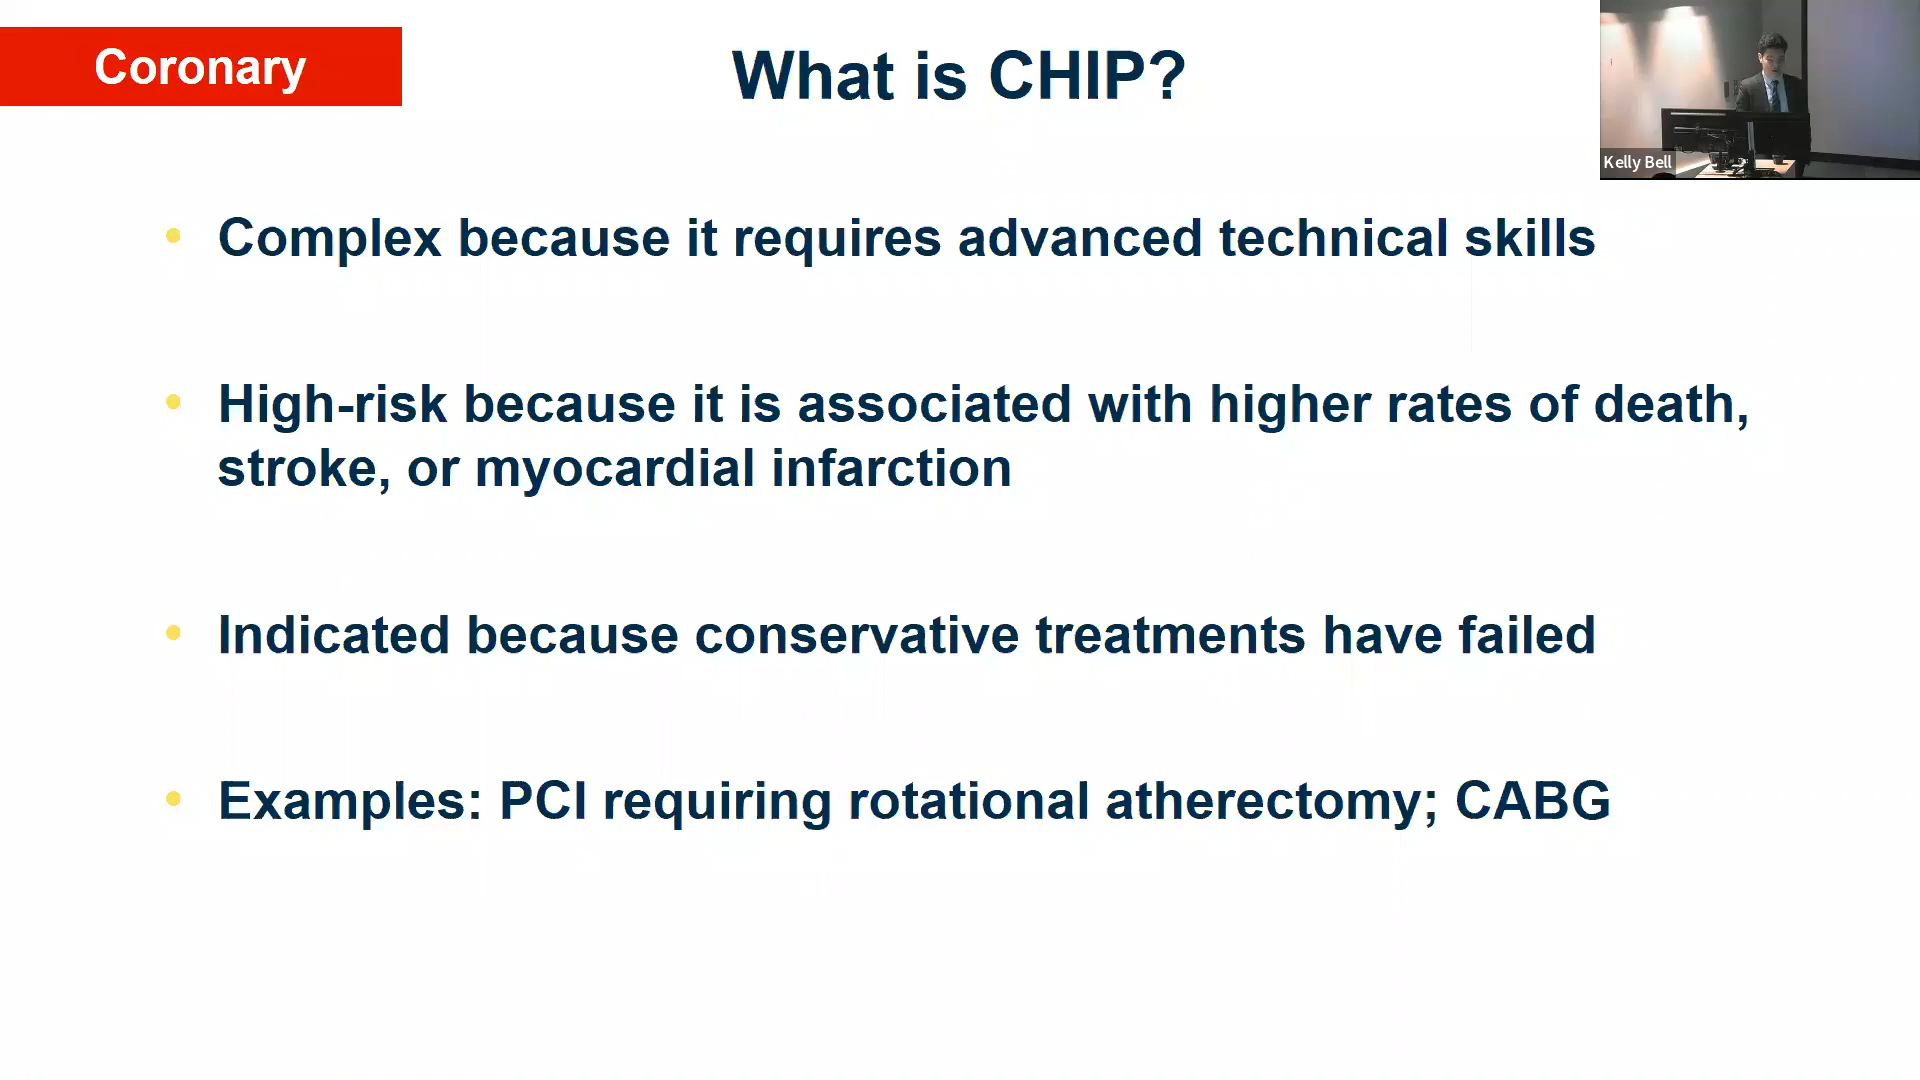 Coronary
What is CHIP?
Kelly Bell
• Complex because it requires advanced technical skills
• High-risk because it is associated with higher rates of death,
stroke, or myocardial infarction
• Indicated because conservative treatments have failed
• Examples: PCI requiring rotational atherectomy; CABG